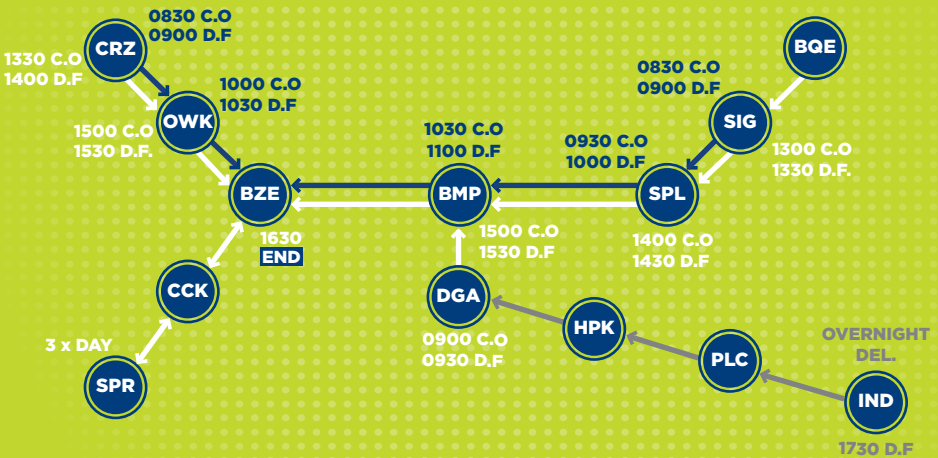 0830 C.O
0900 D.F
CRZ
1330 C.O
1400 D.F
1000 C.O
1030 D.F
OWK
1500 C.O
1530 D.F.
BZE
1630
END
CCK
3 x DAY
SPR
1030 C.O
1100 D.F
BMP
1500 C.O
1530 D.F
DGA
0900 C.O
0930 D.F
0930 C.O
1000 D.F
SPL
1400 C.O
1430 D.F
0830 C.O
0900 D.F
SIG
1300 C.O
1330 D.F.
BQE
HPK
PLC
OVERNIGHT
DEL.
IND
1730 D.F